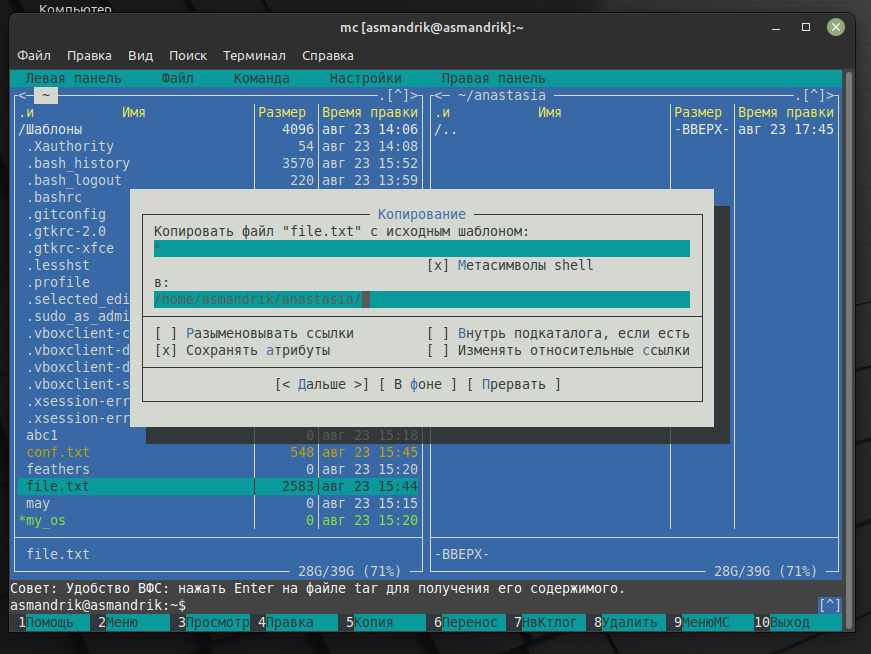 Компьютер
mc [asmandrik@asmandrik]:~
Файл Правка Вид Поиск Терминал Справка
Левая панель Файл Команда Настройки Правая панель
<─ ~ .[^]> <─ ~/anastasia .[^]>
.и Имя Размер Время правки .и Имя Размер Время правки
/Шаблоны 4096 авг 23 14:06 /.. -ВВЕРХ- авг 23 17:45
.Xauthority 54 авг 23 14:08
.bash_history 3570 авг 23 15:52
.bash_logout 220 авг 23 13:59
.bashrc
.gitconfig
.gtkrc-2.0
.gtkrc-xfce
.lesshst
.profile
.selected_edi
.sudo_as_admi
.vboxclient-c
.vboxclient-d
.vboxclient-d
.vboxclient-s
.xsession-err
.xsession-err
Копирование
Копировать файл "file.txt" с исходным шаблоном:
*
[x] Метасимволы shell
в:
/home/asmandrik/anastasia/
[ ] Разыменовывать ссылки [ ] Внутрь подкаталога, если есть
[x] Сохранять атрибуты [ ] Изменять относительные ссылки
[< Дальше >] [ В фоне ] [ Прервать ]
abc1 0 авг 23 15:18
conf.txt 548 авг 23 15:45
feathers 0 авг 23 15:20
file.txt 2583 авг 23 15:44
may 0 авг 23 15:15
*my_os 0 авг 23 15:20
file.txt -ВВЕРХ-
28G/39G (71%) 28G/39G (71%)
Совет: Удобство ВФС: нажать Enter на файле tar для получения его содержимого.
asmandrik@asmandrik:~$ [^]
1Помощь 2Меню 3Просмотр 4Правка 5Копия 6Перенос 7НвКтлог 8Удалить 9МенюМС 10Выход